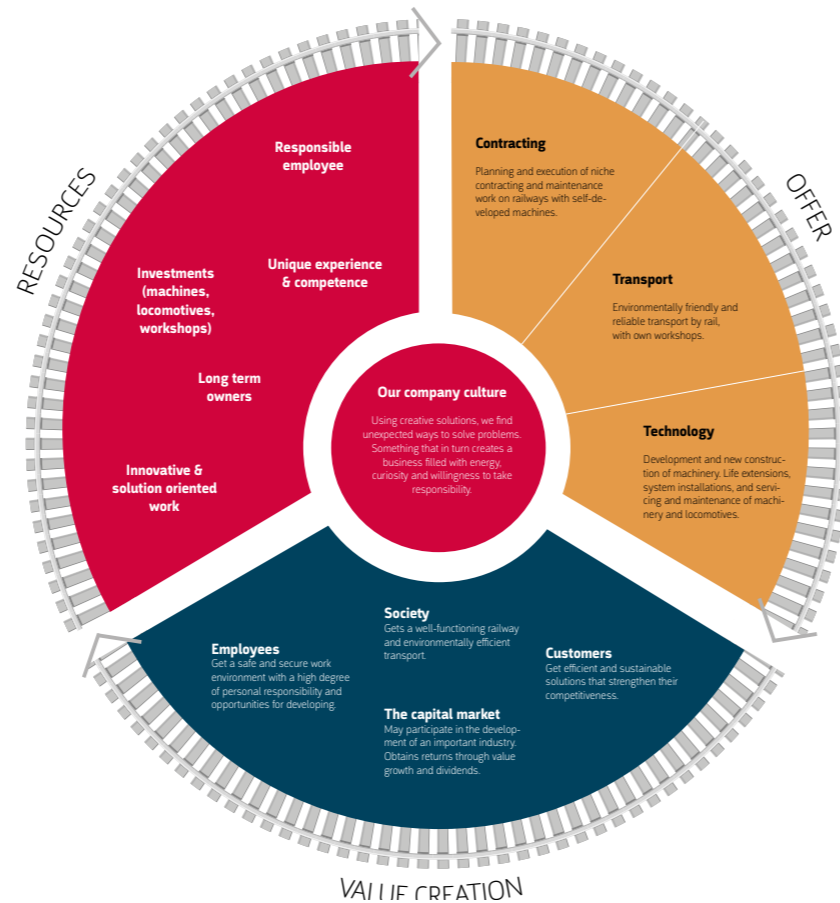 RESOURCES
Responsible
employee
Unique experience
& competence
Investments
(machines,
locomotives,
workshops)
Long term
owners
Innovative &
solution oriented
work
OFFER
Contracting
Planning and execution of niche
contracting and maintenance
work on railways with self-de-
veloped machines.
Transport
Environmentally friendly and
reliable transport by rail,
with own workshops.
Technology
Development and new construc-
tion of machinery. Life extensions,
system installations, and servi-
cing and maintenance of machi-
nery and locomotives.
Our company culture
Using creative solutions, we find
unexpected ways to solve problems.
Something that in turn creates a
business filled with energy,
curiosity and willingness to take
responsibility.
Employees
Get a safe and secure work
environment with a high degree
of personal responsibility and
opportunities for developing.
Society
Gets a well-functioning railway
and environmentally efficient
transport.
The capital market
May participate in the develop-
ment of an important industry.
Obtains returns through value
growth and dividends.
Customers
Get efficient and sustainable
solutions that strengthen their
competitiveness.
VALUE CREATION